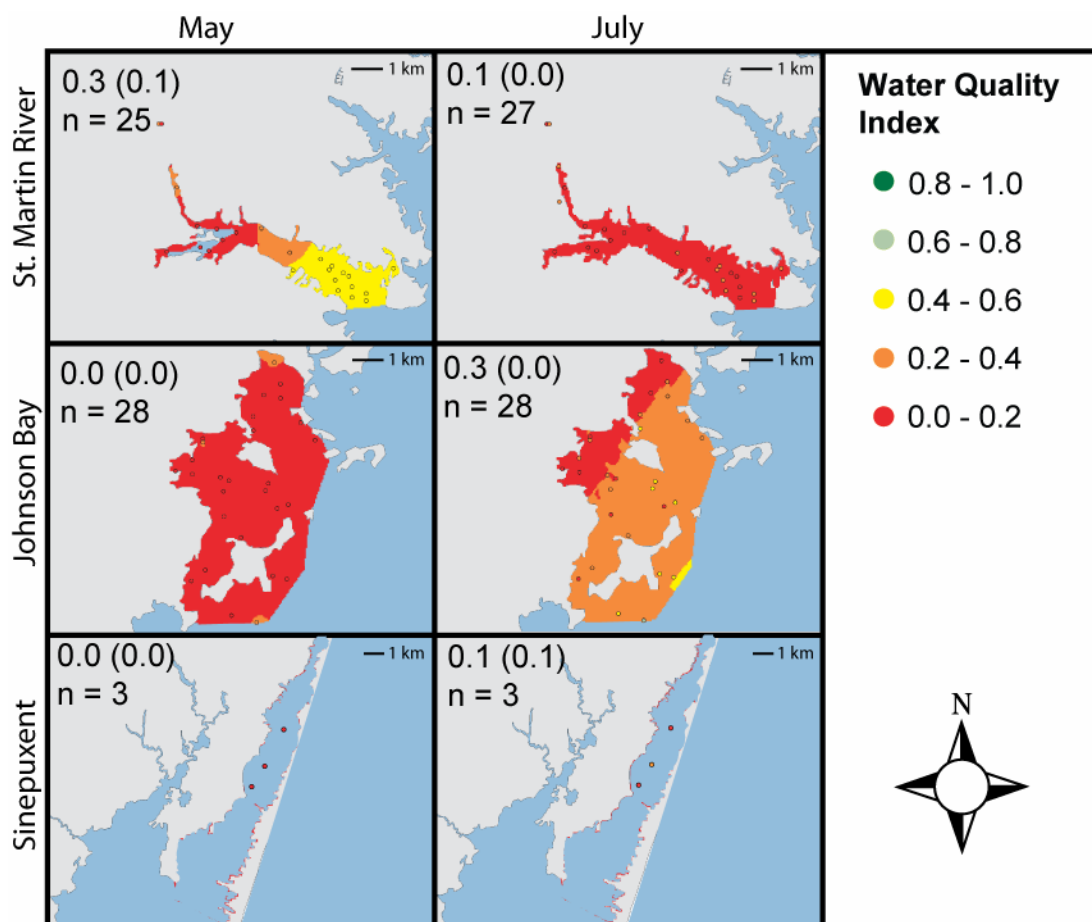 May
July
St. Martin River
0.3 (0.1)
n = 25
1 km
0.1 (0.0)
n = 27
1 km
Johnson Bay
0.0 (0.0)
n = 28
1 km
0.3 (0.0)
n = 28
1 km
Sinepuxent
0.0 (0.0)
n = 3
1 km
0.1 (0.1)
n = 3
1 km
Water Quality
Index
0.8 - 1.0
0.6 - 0.8
0.4 - 0.6
0.2 - 0.4
0.0 - 0.2
N